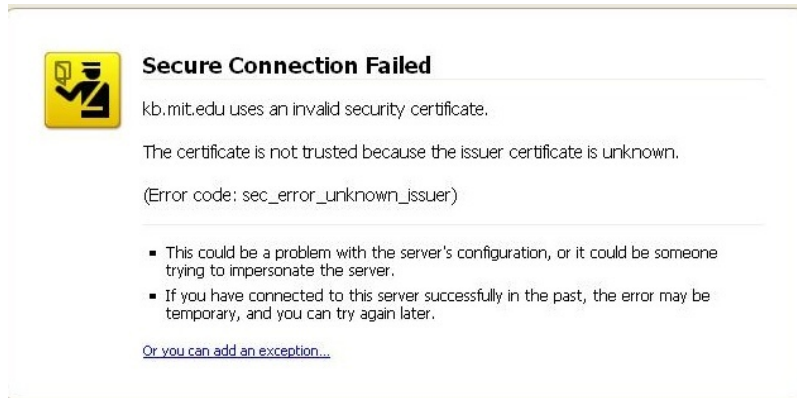 Secure Connection Failed
kb.mit.edu uses an invalid security certificate.
The certificate is not trusted because the issuer certificate is unknown.
(Error code: sec_error_unknown_issuer)
▪ This could be a problem with the server's configuration, or it could be someone
trying to impersonate the server.
▪ If you have connected to this server successfully in the past, the error may be
temporary, and you can try again later.
Or you can add an exception...